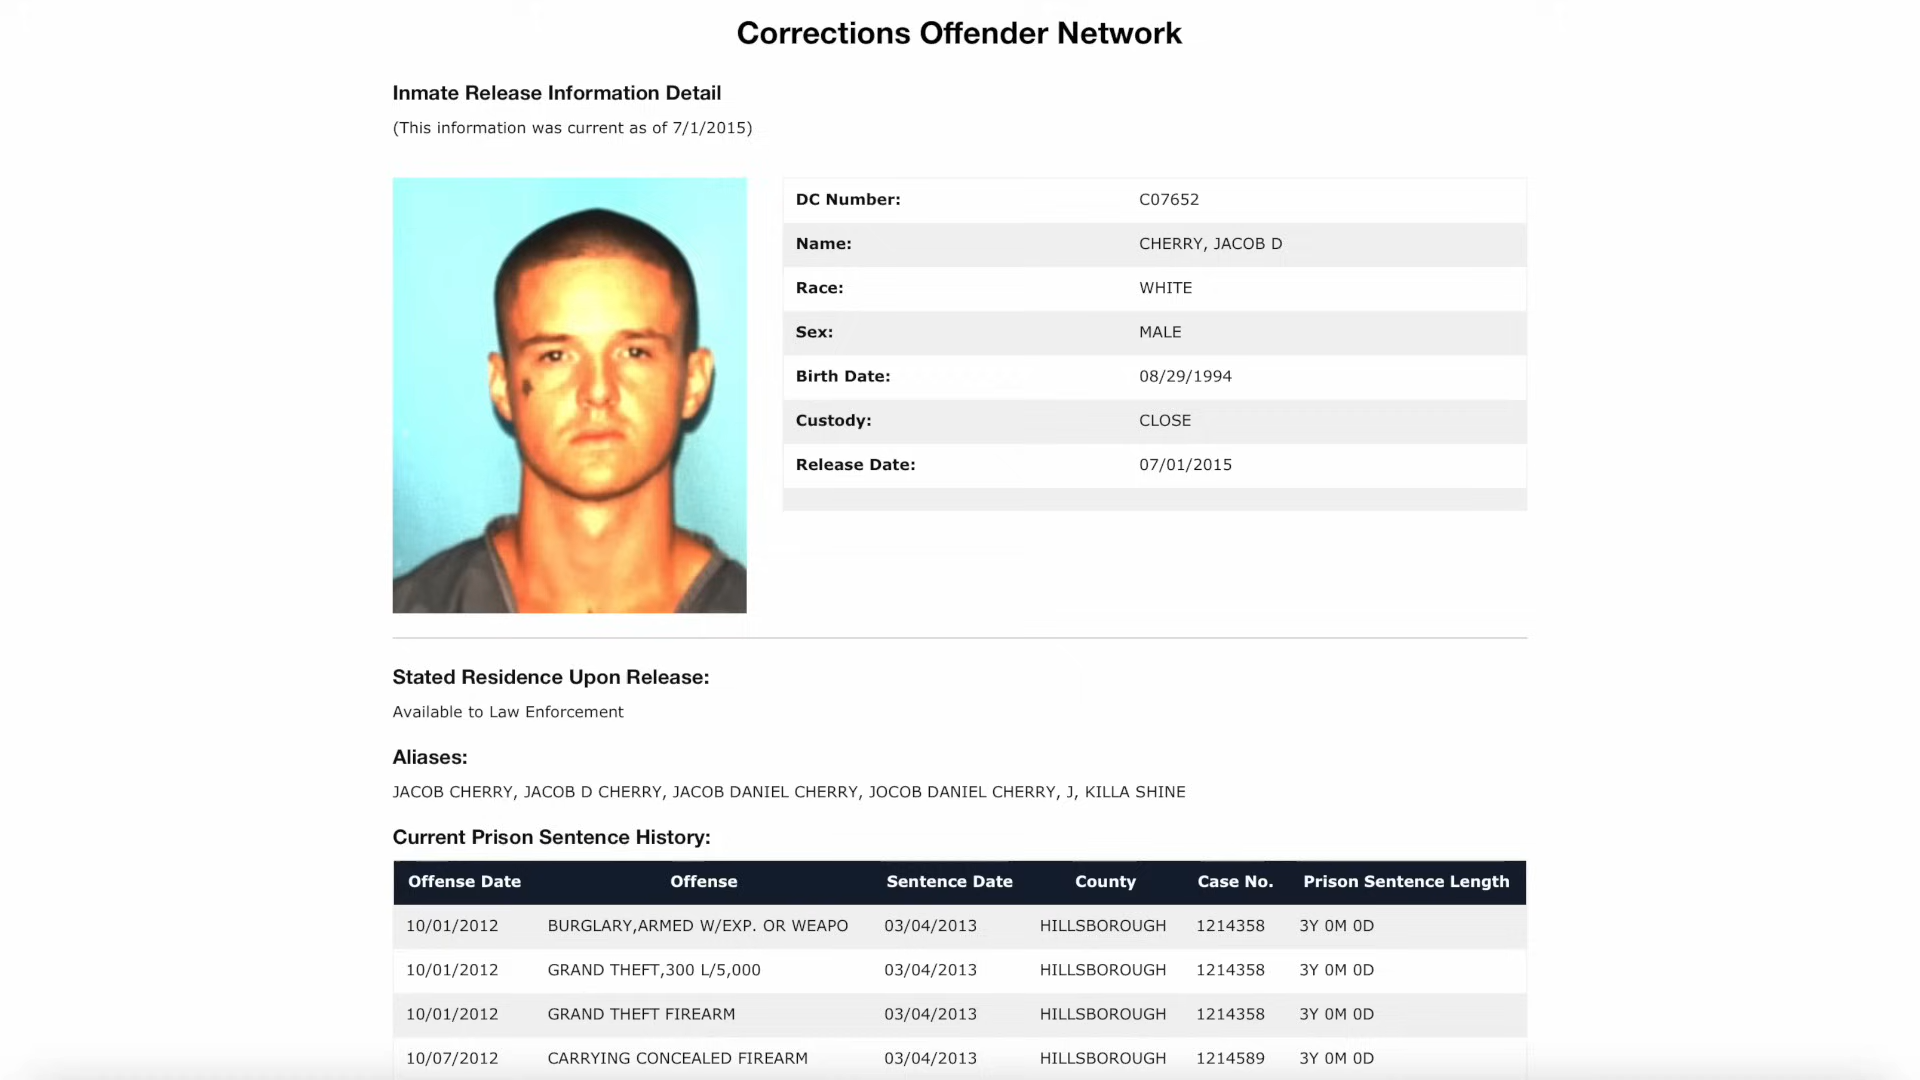 Corrections Offender Network
Inmate Release Information Detail
(This information was current as of 7/1/2015)
DC Number: C07652
Name: CHERRY, JACOB D
Race: WHITE
Sex: MALE
Birth Date: 08/29/1994
Custody: CLOSE
Release Date: 07/01/2015
Stated Residence Upon Release:
Available to Law Enforcement
Aliases:
JACOB CHERRY, JACOB D CHERRY, JACOB DANIEL CHERRY, JOCOB DANIEL CHERRY, J, KILLA SHINE
Current Prison Sentence History:
Offense Date Offense Sentence Date County Case No. Prison Sentence Length
10/01/2012 BURGLARY,ARMED W/EXP. OR WEAPO 03/04/2013 HILLSBOROUGH 1214358 3Y 0M 0D
10/01/2012 GRAND THEFT,300 L/5,000 03/04/2013 HILLSBOROUGH 1214358 3Y 0M 0D
10/01/2012 GRAND THEFT FIREARM 03/04/2013 HILLSBOROUGH 1214358 3Y 0M 0D
10/07/2012 CARRYING CONCEALED FIREARM 03/04/2013 HILLSBOROUGH 1214589 3Y 0M 0D